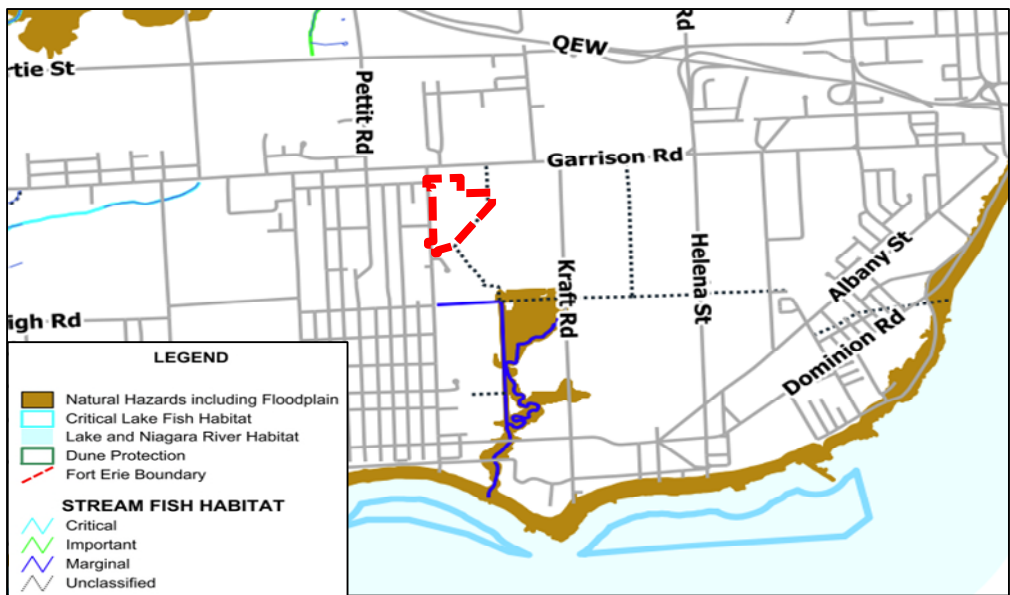 Rd
QEW
rtie St
Pettit Rd
Garrison Rd
Kraft Rd
Helena St
Albany St
igh Rd
Dominion Rd
LEGEND
Natural Hazards including Floodplain
Critical Lake Fish Habitat
Lake and Niagara River Habitat
Dune Protection
Fort Erie Boundary
STREAM FISH HABITAT
Critical
Important
Marginal
Unclassified